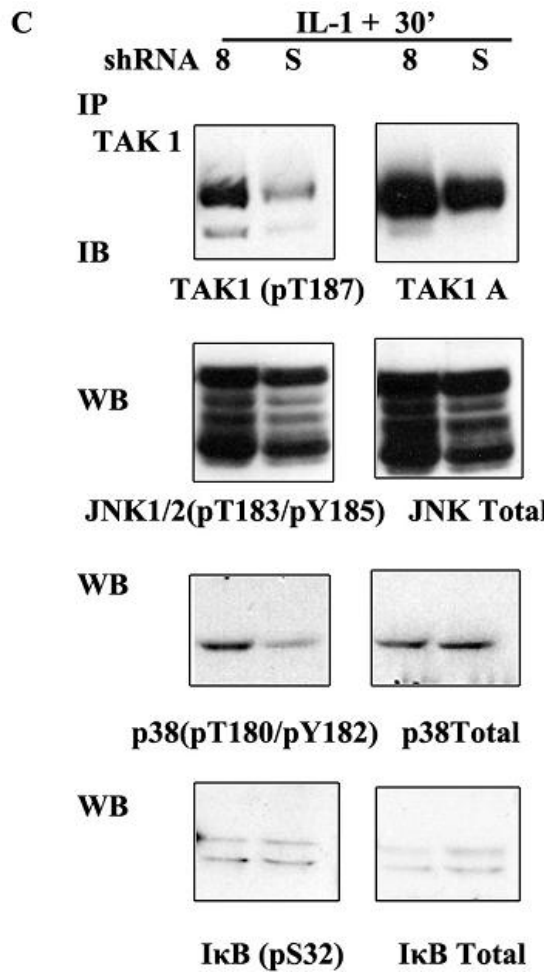 C
IL-1 + 30'
shRNA 8 S 8 S
IP
TAK 1
IB
TAK1 (pT187) TAK1 A
WB
JNK1/2(pT183/pY185) JNK Total
WB
p38(pT180/pY182) p38Total
WB
IκB (pS32) IκB Total